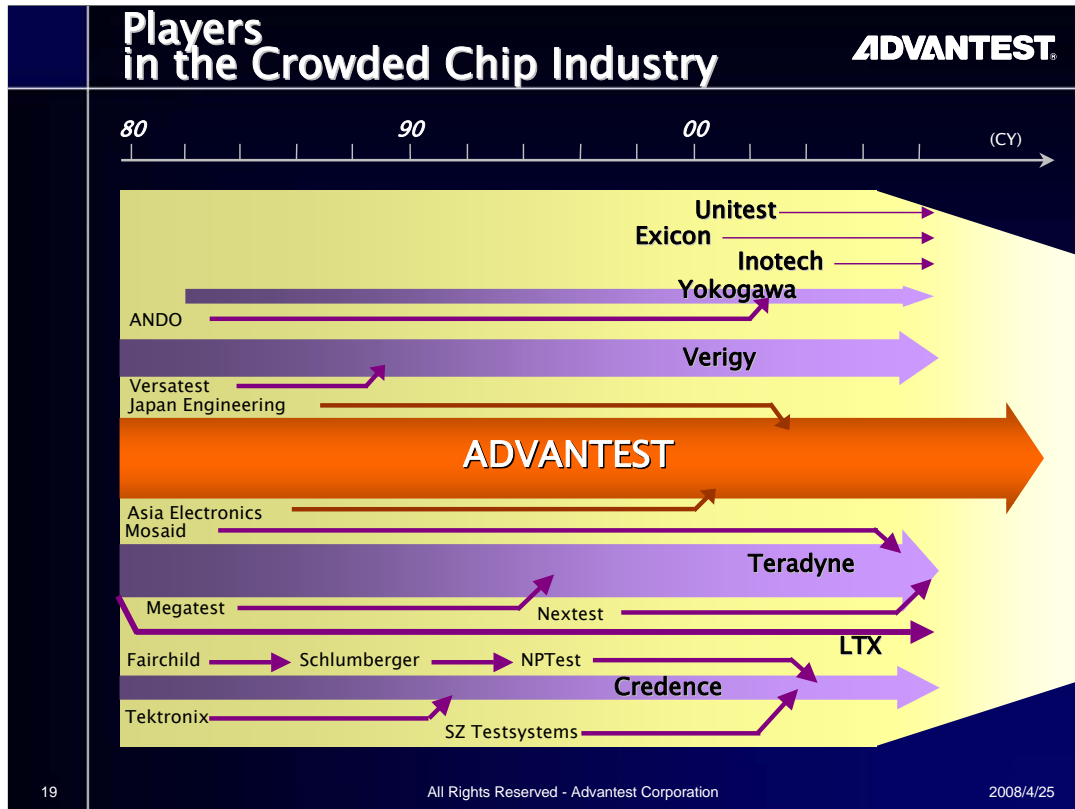 Players
in the Crowded Chip Industry
ADVANTEST®
80 90 00 (CY)
Unitest
Exicon
Inotech
Yokogawa
ANDO
Verigy
Versatest
Japan Engineering
ADVANTEST
Asia Electronics
Mosaid
Teradyne
Megatest
Nextest
LTX
Fairchild Schlumberger NPTest
Credence
Tektronix
SZ Testsystems
19 All Rights Reserved - Advantest Corporation 2008/4/25